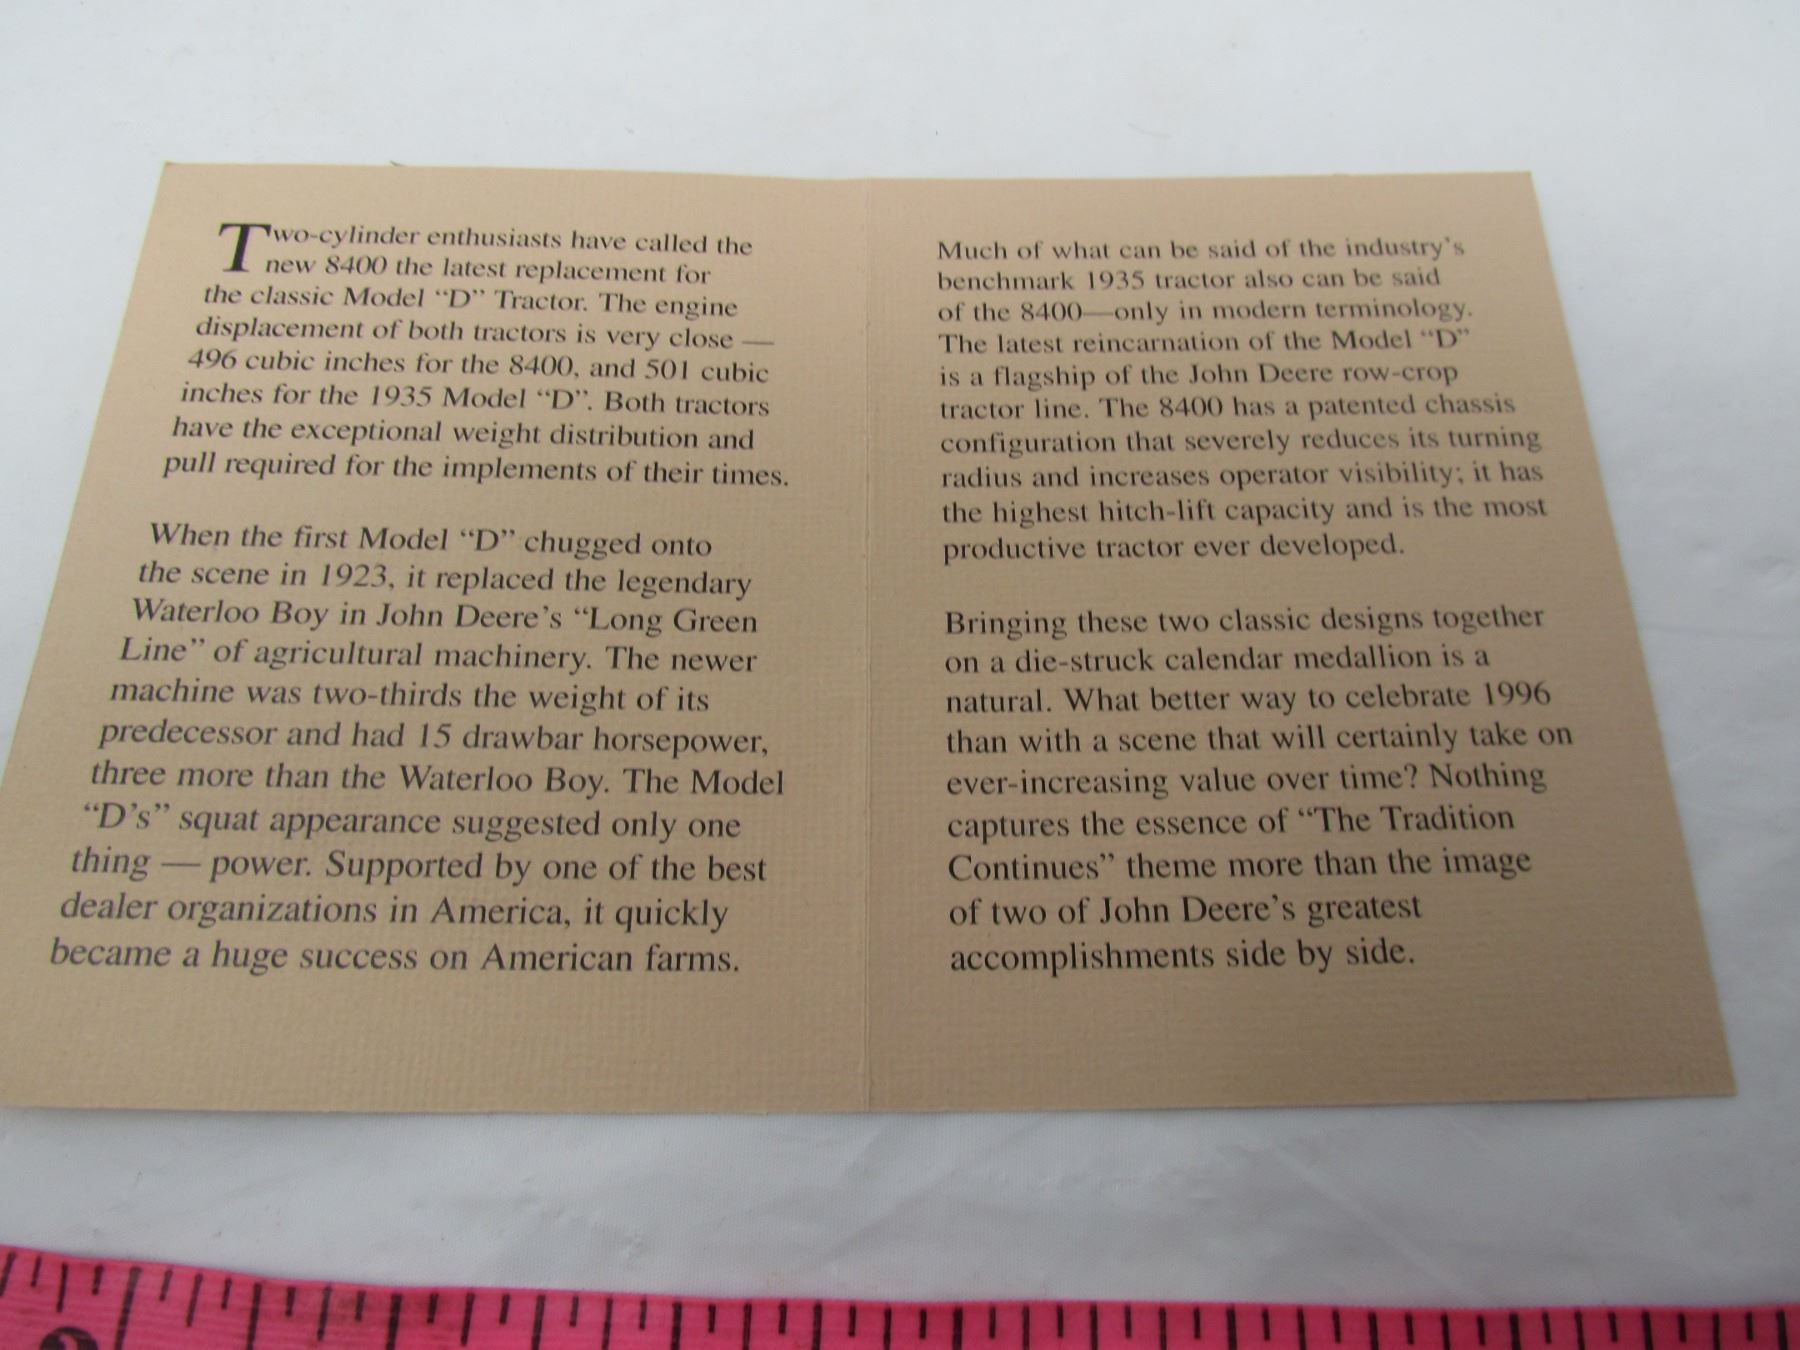 Two-cylinder enthusiasts have called the
new 8400 the latest replacement for
the classic Model “D” Tractor. The engine
displacement of both tractors is very close —
496 cubic inches for the 8400, and 501 cubic
inches for the 1935 Model “D”. Both tractors
have the exceptional weight distribution and
pull required for the implements of their times.
When the first Model “D” chugged onto
the scene in 1923, it replaced the legendary
Waterloo Boy in John Deere’s “Long Green
Line” of agricultural machinery. The newer
machine was two-thirds the weight of its
predecessor and had 15 drawbar horsepower,
three more than the Waterloo Boy. The Model
“D’s” squat appearance suggested only one
thing — power. Supported by one of the best
dealer organizations in America, it quickly
became a huge success on American farms.
Much of what can be said of the industry’s
benchmark 1935 tractor also can be said
of the 8400—only in modern terminology.
The latest reincarnation of the Model “D”
is a flagship of the John Deere row-crop
tractor line. The 8400 has a patented chassis
configuration that severely reduces its turning
radius and increases operator visibility; it has
the highest hitch-lift capacity and is the most
productive tractor ever developed.
Bringing these two classic designs together
on a die-struck calendar medallion is a
natural. What better way to celebrate 1996
than with a scene that will certainly take on
ever-increasing value over time? Nothing
captures the essence of “The Tradition
Continues” theme more than the image
of two of John Deere’s greatest
accomplishments side by side.